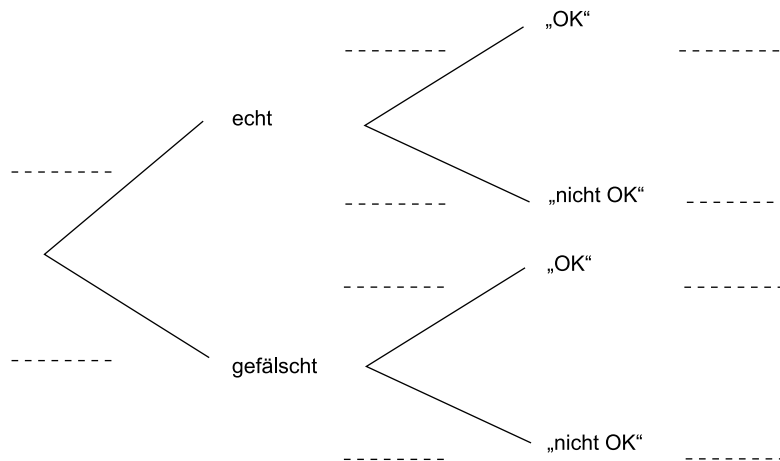 „OK“
echt
„nicht OK“
„OK“
gefälscht
„nicht OK“